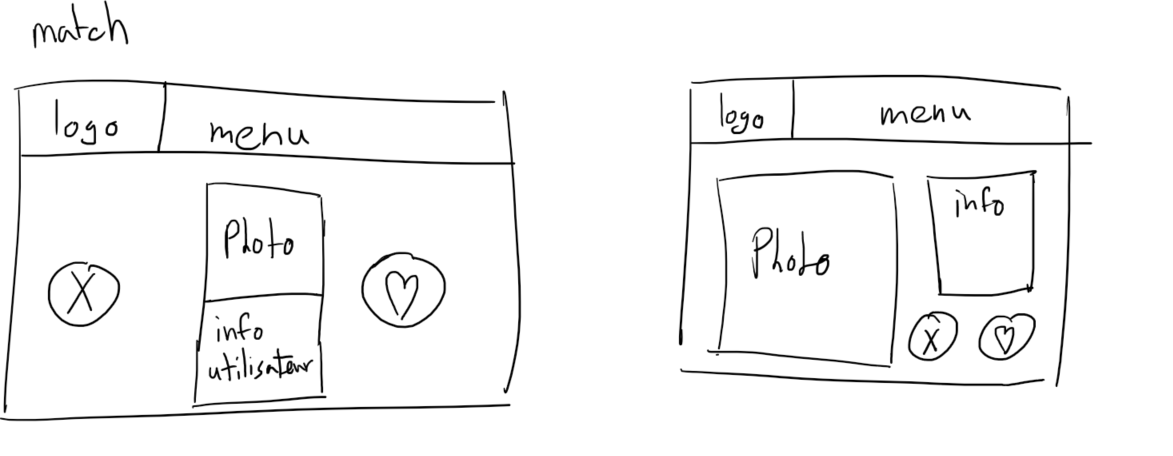 match
logo
menu
Photo
info
utilisateur
X
logo
menu
Photo
info
X